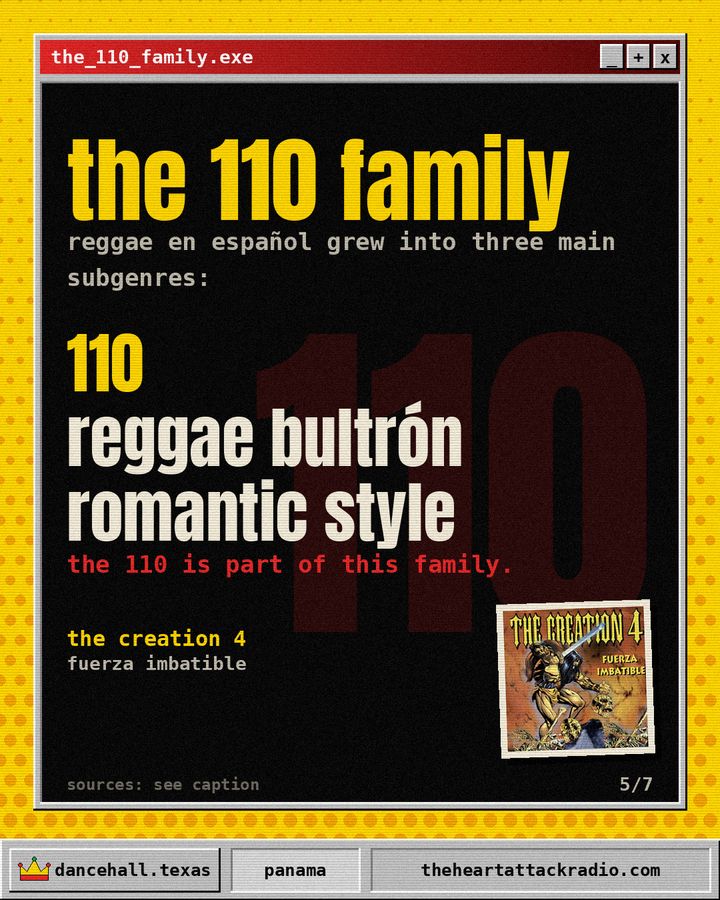 the_110_family.exe
_ + x
the 110 family
reggae en español grew into three main
subgenres:
110
110
reggae bultrón
romantic style
the 110 is part of this family.
the creation 4
fuerza imbatible
THE CREATION 4
FUERZA
IMBATIBLE
sources: see caption
5/7
dancehall.texas
panama
theheartattackradio.com